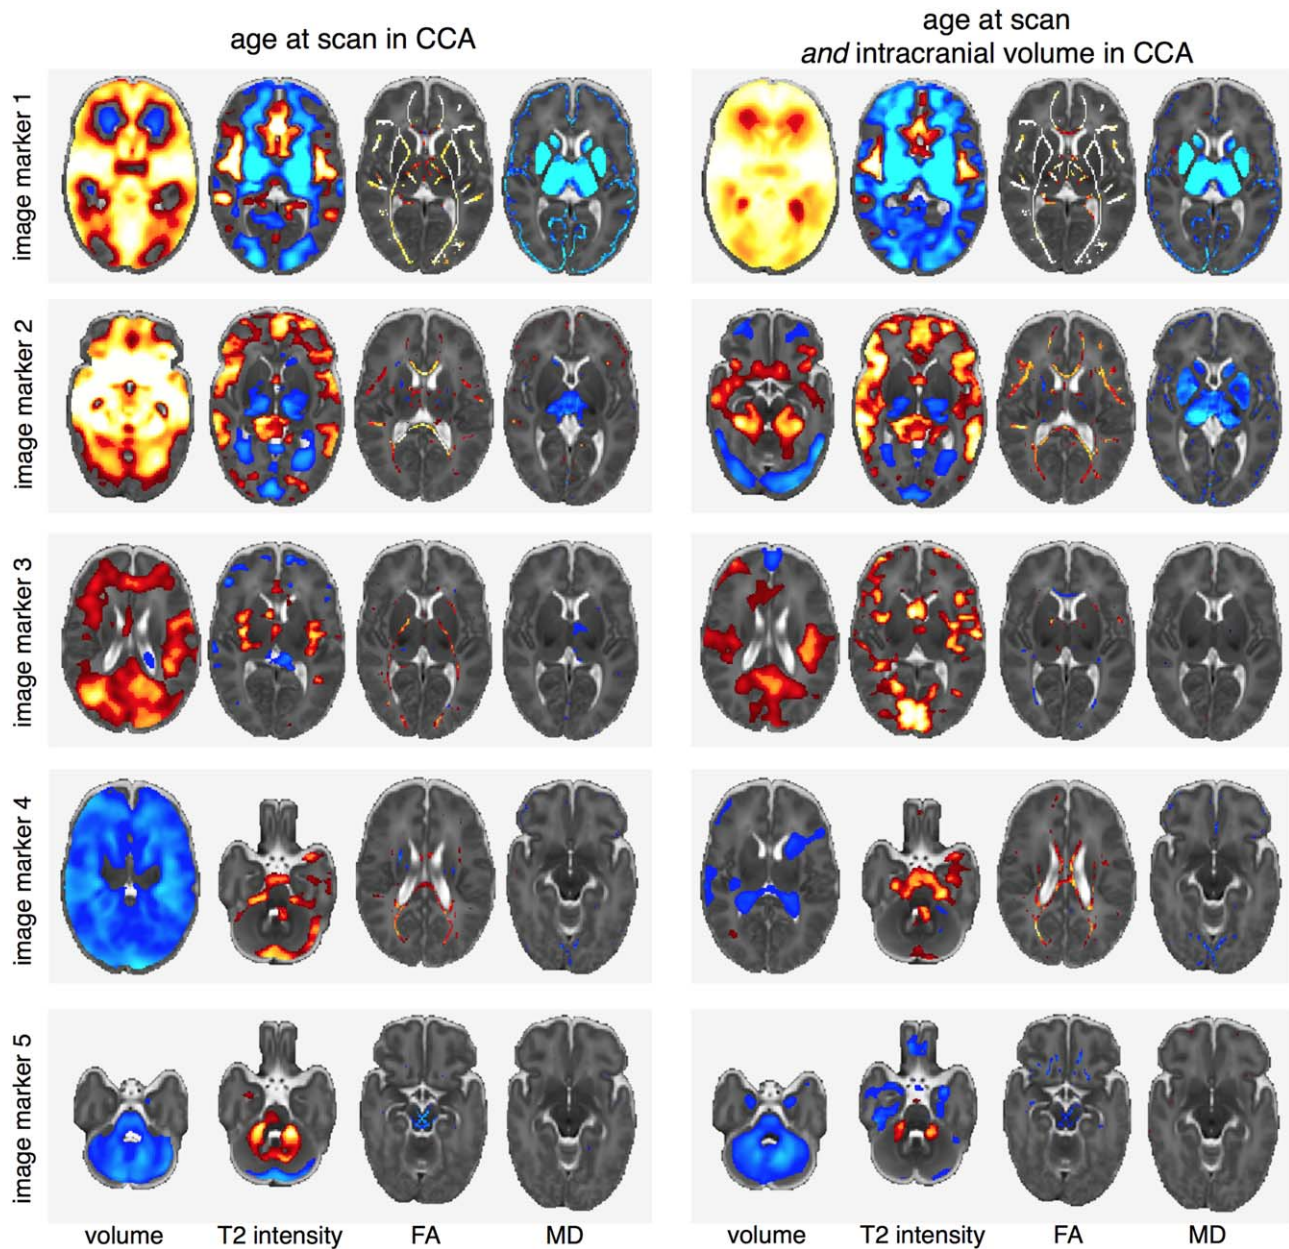 age at scan in CCA
age at scan
and intracranial volume in CCA
image marker 1
image marker 2
image marker 3
image marker 4
image marker 5
volume T2 intensity FA MD
volume T2 intensity FA MD